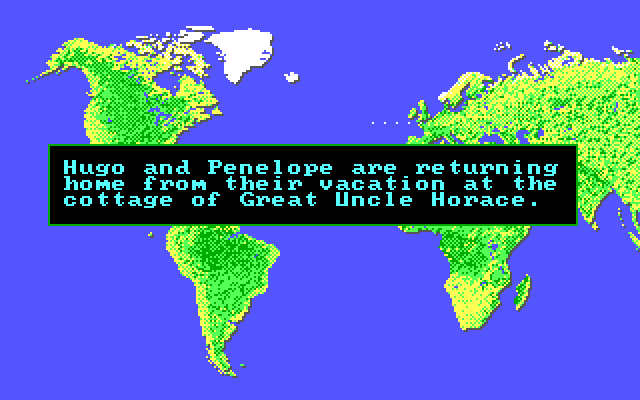 Hugo and Penelope are returning
home from their vacation at the
cottage of Great Uncle Horace.